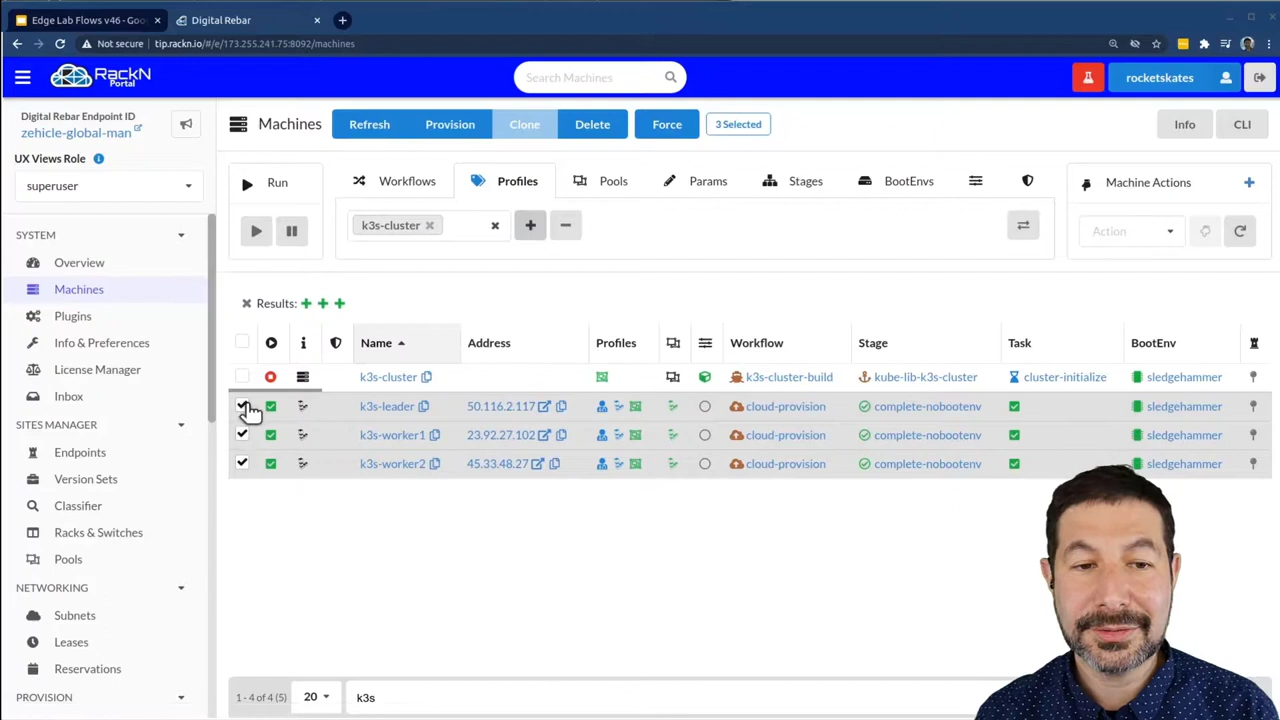 Edge Lab Flows v46 - Goo
Digital Rebar
Not secure
tip.rackn.io/#/e/173.255.241.75:8092/machines
RackN
Portal
Search Machines
rocketskates
Digital Rebar Endpoint ID
zehicle-global-man
UX Views Role
superuser
SYSTEM
Overview
Machines
Plugins
Info & Preferences
License Manager
Inbox
SITES MANAGER
Endpoints
Version Sets
Classifier
Racks & Switches
Pools
NETWORKING
Subnets
Leases
Reservations
PROVISION
Machines
Refresh
Provision
Clone
Delete
Force
3 Selected
Info
CLI
Run
Workflows
Profiles
Pools
Params
Stages
BootEnvs
Machine Actions
k3s-cluster
Action
Results:
Name Address Profiles Workflow Stage Task BootEnv
k3s-cluster k3s-cluster-build kube-lib-k3s-cluster cluster-initialize sledgehammer
k3s-leader 50.116.2.117 cloud-provision complete-nobootenv sledgehammer
k3s-worker1 23.92.27.102 cloud-provision complete-nobootenv sledgehammer
k3s-worker2 45.33.48.27 cloud-provision complete-nobootenv sledgehammer
1 - 4 of 4 (5)
20
k3s